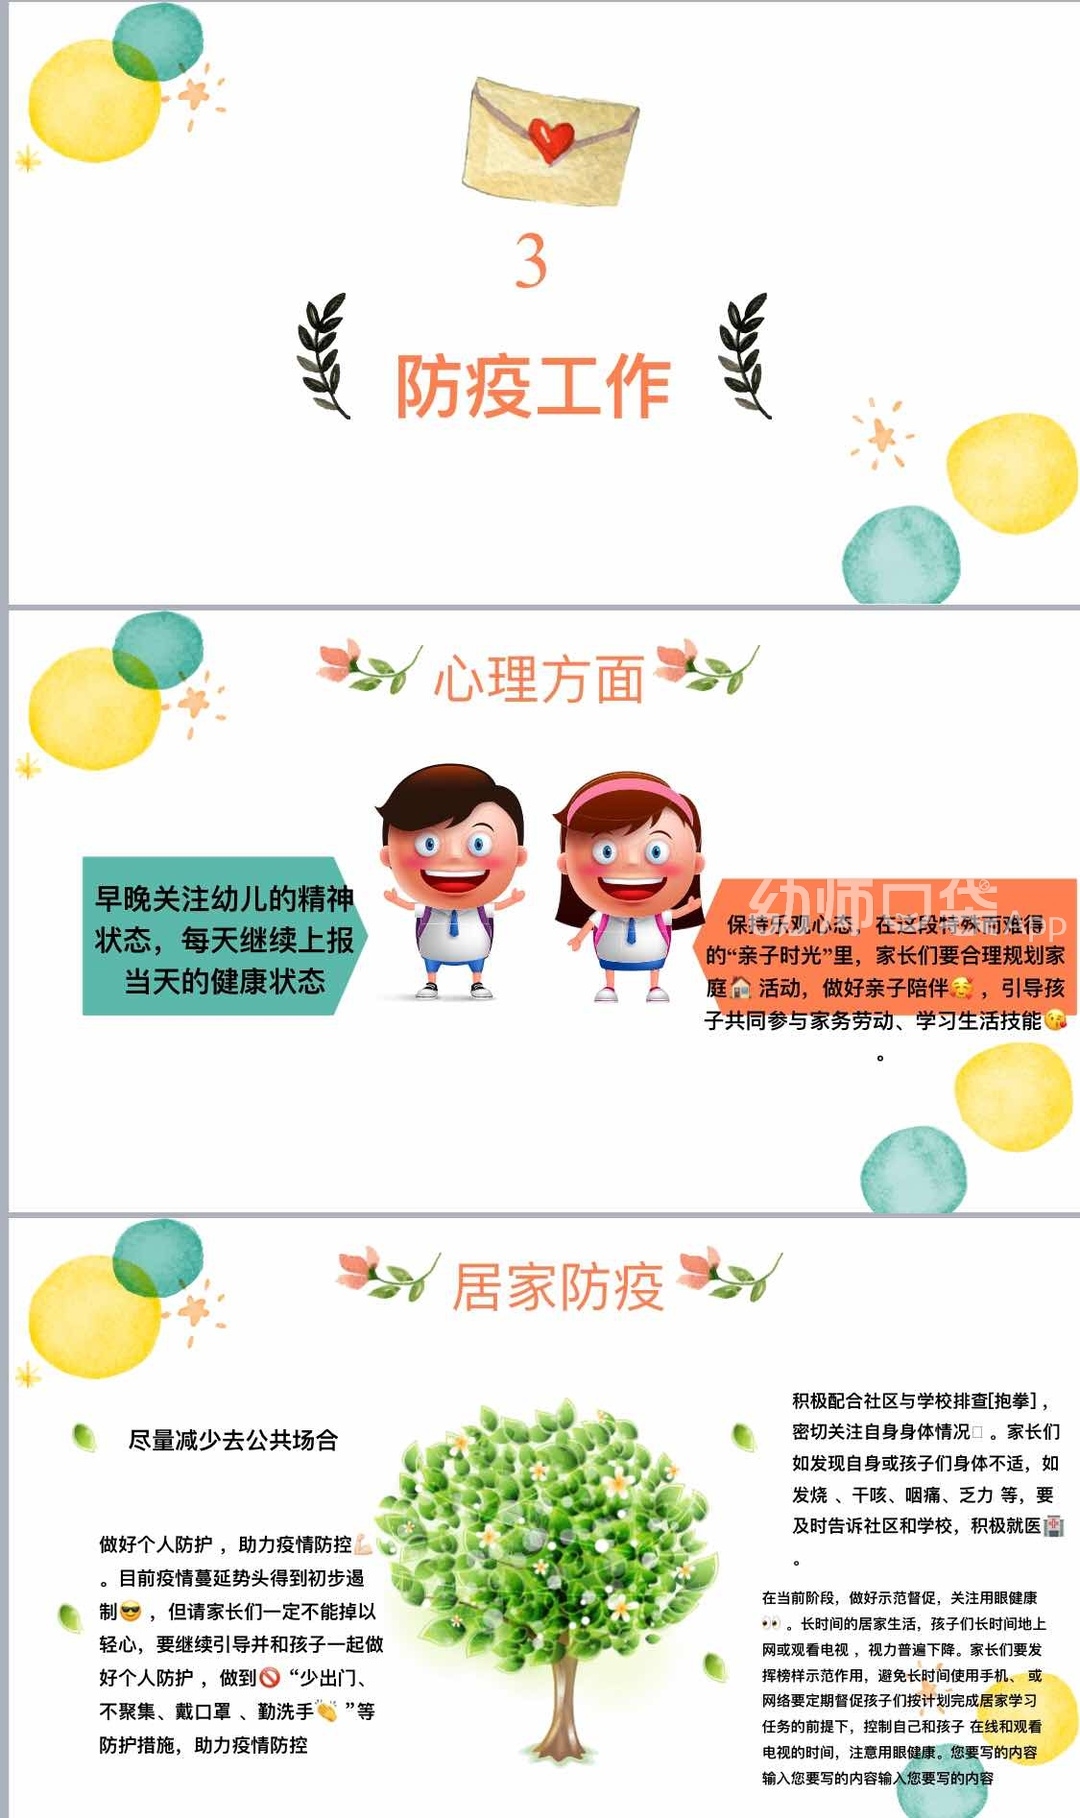 3
防疫工作
心理方面
早晚关注幼儿的精神
状态，每天继续上报
当天的健康状态
幼师口袋App
保持乐观心态，在这段特殊而难得
的“亲子时光”里，家长们要合理规划家
庭🏠 活动，做好亲子陪伴🥰 ，引导孩
子共同参与家务劳动、学习生活技能😘
。
居家防疫
尽量减少去公共场合
做好个人防护 ，助力疫情防控💪🏻
。目前疫情蔓延势头得到初步遏
制😎 ，但请家长们一定不能掉以
轻心，要继续引导并和孩子一起做
好个人防护 ，做到🚫 “少出门、
不聚集、戴口罩 、勤洗手👏 ”等
防护措施，助力疫情防控
积极配合社区与学校排查[抱拳] ，
密切关注自身身体情况 。家长们
如发现自身或孩子们身体不适，如
发烧 、干咳、咽痛、乏力 等，要
及时告诉社区和学校，积极就医🏥
。
在当前阶段，做好示范督促，关注用眼健康
👀 。长时间的居家生活，孩子们长时间地上
网或观看电视 ，视力普遍下降。家长们要发
挥榜样示范作用，避免长时间使用手机、 或
网络要定期督促孩子们按计划完成居家学习
任务的前提下，控制自己和孩子 在线和观看
电视的时间，注意用眼健康。您要写的内容
输入您要写的内容输入您要写的内容